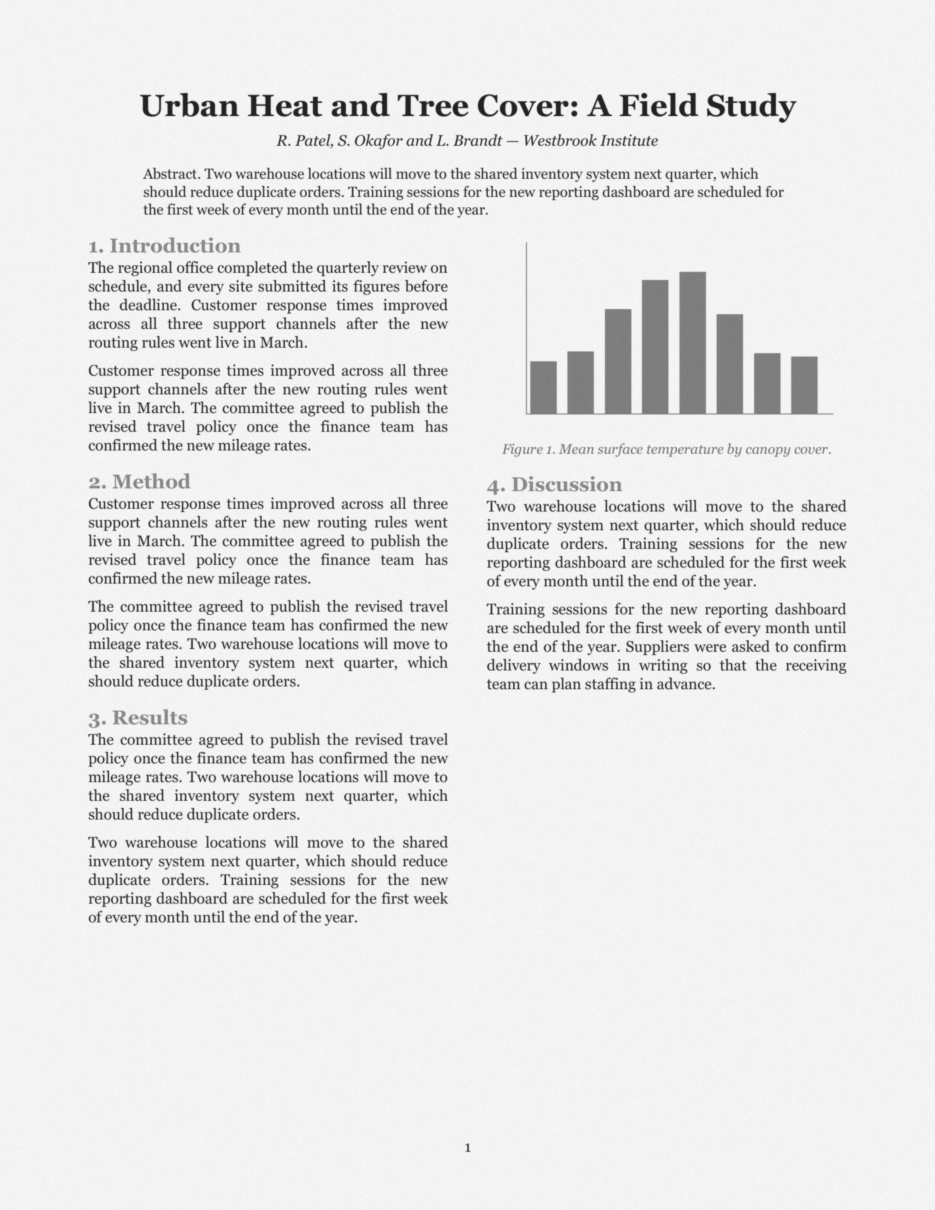 Urban Heat and Tree Cover: A Field Study
R. Patel, S. Okafor and L. Brandt — Westbrook Institute
Abstract. Two warehouse locations will move to the shared inventory system next quarter, which
should reduce duplicate orders. Training sessions for the new reporting dashboard are scheduled for
the first week of every month until the end of the year.
1. Introduction
The regional office completed the quarterly review on
schedule, and every site submitted its figures before
the deadline. Customer response times improved
across all three support channels after the new
routing rules went live in March.
Customer response times improved across all three
support channels after the new routing rules went
live in March. The committee agreed to publish the
revised travel policy once the finance team has
confirmed the new mileage rates.
2. Method
Customer response times improved across all three
support channels after the new routing rules went
live in March. The committee agreed to publish the
revised travel policy once the finance team has
confirmed the new mileage rates.
The committee agreed to publish the revised travel
policy once the finance team has confirmed the new
mileage rates. Two warehouse locations will move to
the shared inventory system next quarter, which
should reduce duplicate orders.
3. Results
The committee agreed to publish the revised travel
policy once the finance team has confirmed the new
mileage rates. Two warehouse locations will move to
the shared inventory system next quarter, which
should reduce duplicate orders.
Two warehouse locations will move to the shared
inventory system next quarter, which should reduce
duplicate orders. Training sessions for the new
reporting dashboard are scheduled for the first week
of every month until the end of the year.
Figure 1. Mean surface temperature by canopy cover.
4. Discussion
Two warehouse locations will move to the shared
inventory system next quarter, which should reduce
duplicate orders. Training sessions for the new
reporting dashboard are scheduled for the first week
of every month until the end of the year.
Training sessions for the new reporting dashboard
are scheduled for the first week of every month until
the end of the year. Suppliers were asked to confirm
delivery windows in writing so that the receiving
team can plan staffing in advance.
1